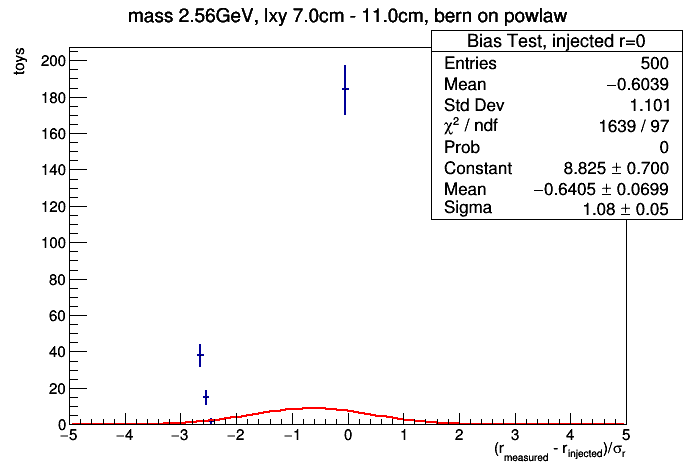 mass 2.56GeV, lxy 7.0cm - 11.0cm, bern on powlaw
Bias Test, injected r=0
Entries 500
Mean −0.6039
Std Dev 1.101
χ² / ndf 1639 / 97
Prob 0
Constant 8.825 ± 0.700
Mean −0.6405 ± 0.0699
Sigma 1.08 ± 0.05
toys
200
180
160
140
120
100
80
60
40
20
0
−5 −4 −3 −2 −1 0 1 2 3 4 5
(r_measured - r_injected)/σ_r